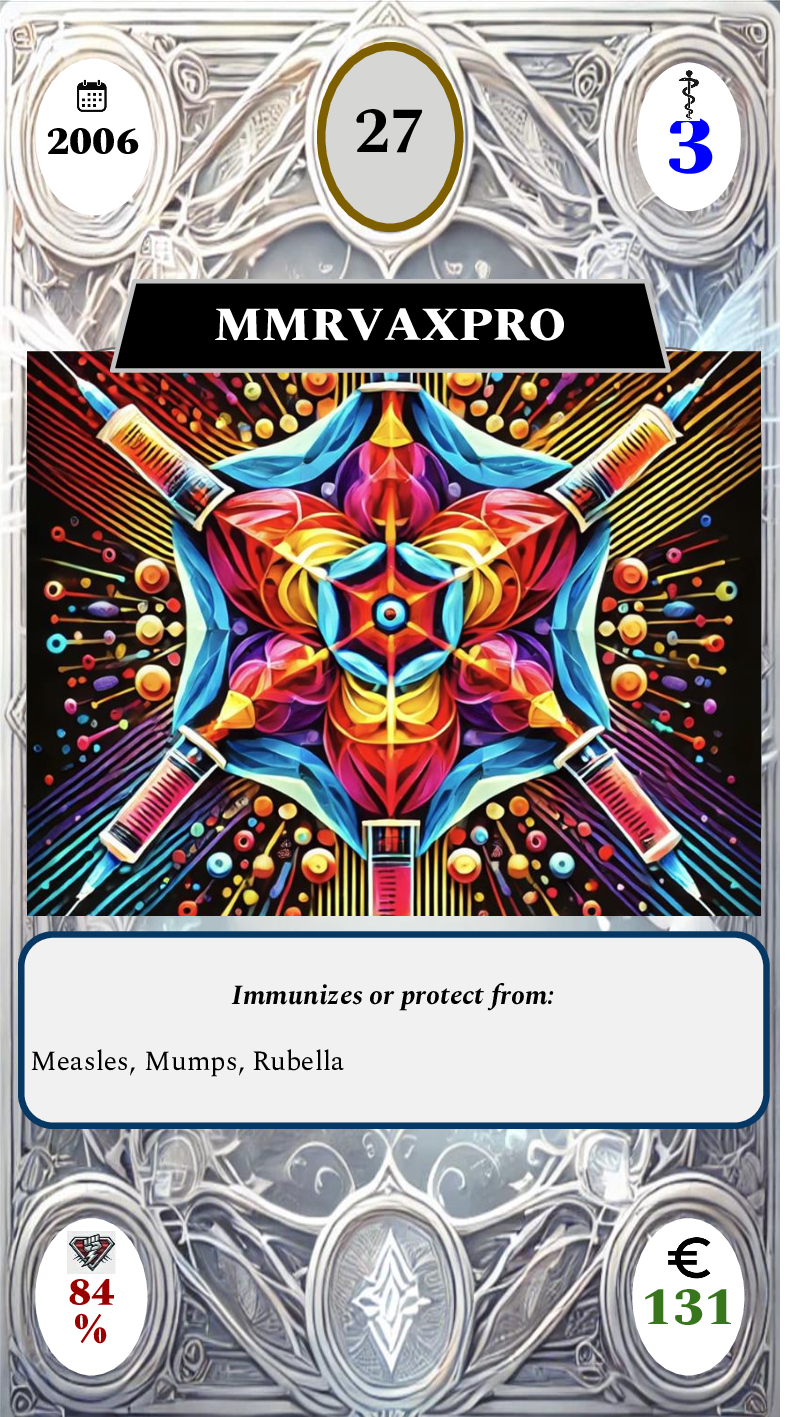 2006
27
3
MMRVAXPRO
Immunizes or protect from:
Measles, Mumps, Rubella
84
%
€
131